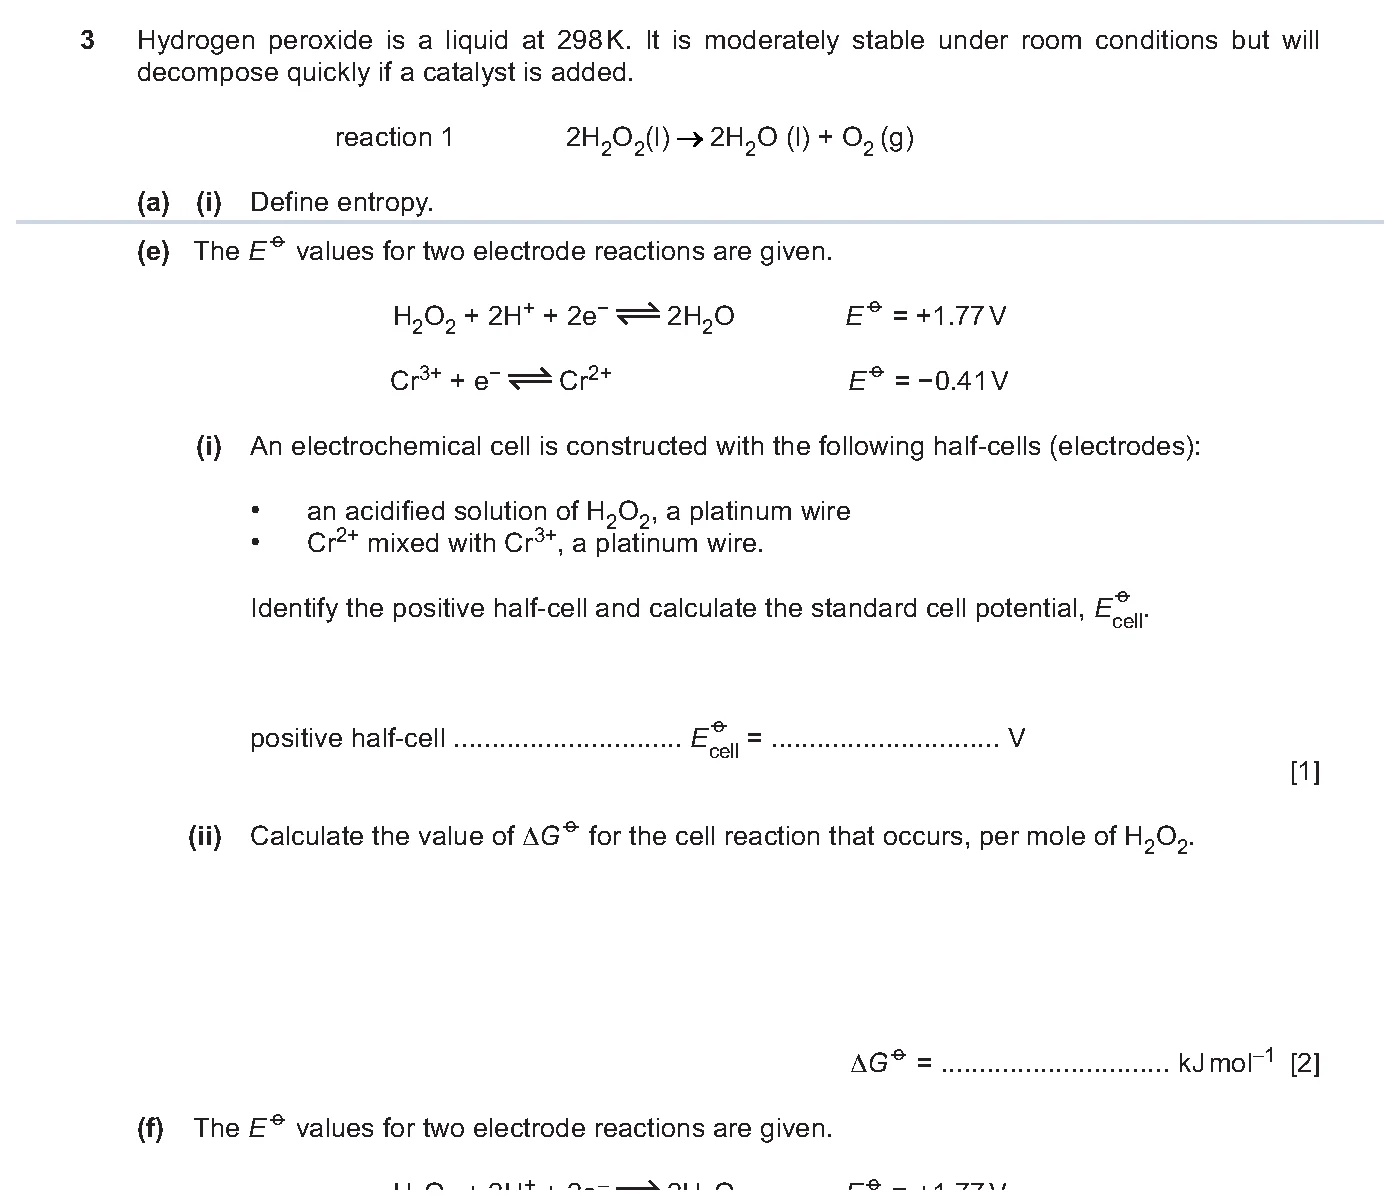 3 Hydrogen peroxide is a liquid at 298K. It is moderately stable under room conditions but will
decompose quickly if a catalyst is added.
reaction 1 2H₂O₂(l) → 2H₂O (l) + O₂ (g)
(a) (i) Define entropy.
(e) The E⦵ values for two electrode reactions are given.
H₂O₂ + 2H⁺ + 2e⁻ ⇌ 2H₂O E⦵ = +1.77V
Cr³⁺ + e⁻ ⇌ Cr²⁺ E⦵ = −0.41V
(i) An electrochemical cell is constructed with the following half-cells (electrodes):
• an acidified solution of H₂O₂, a platinum wire
• Cr²⁺ mixed with Cr³⁺, a platinum wire.
Identify the positive half-cell and calculate the standard cell potential, E⦵cell.
positive half-cell .............................. E⦵cell = .............................. V
[1]
(ii) Calculate the value of ΔG⦵ for the cell reaction that occurs, per mole of H₂O₂.
ΔG⦵ = .............................. kJ mol⁻¹ [2]
(f) The E⦵ values for two electrode reactions are given.
H₂O₂ + 2H⁺ + 2e⁻ ⇌ 2H₂O E⦵ = +1.77V